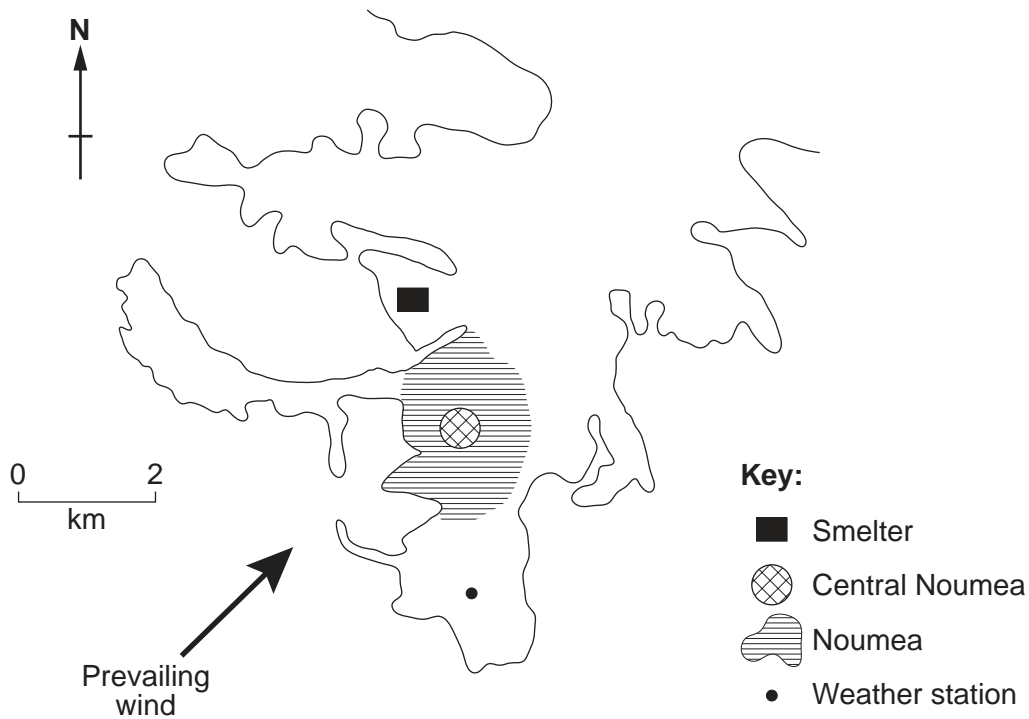 N
0 2
km
Prevailing
wind
Key:
Smelter
Central Noumea
Noumea
Weather station